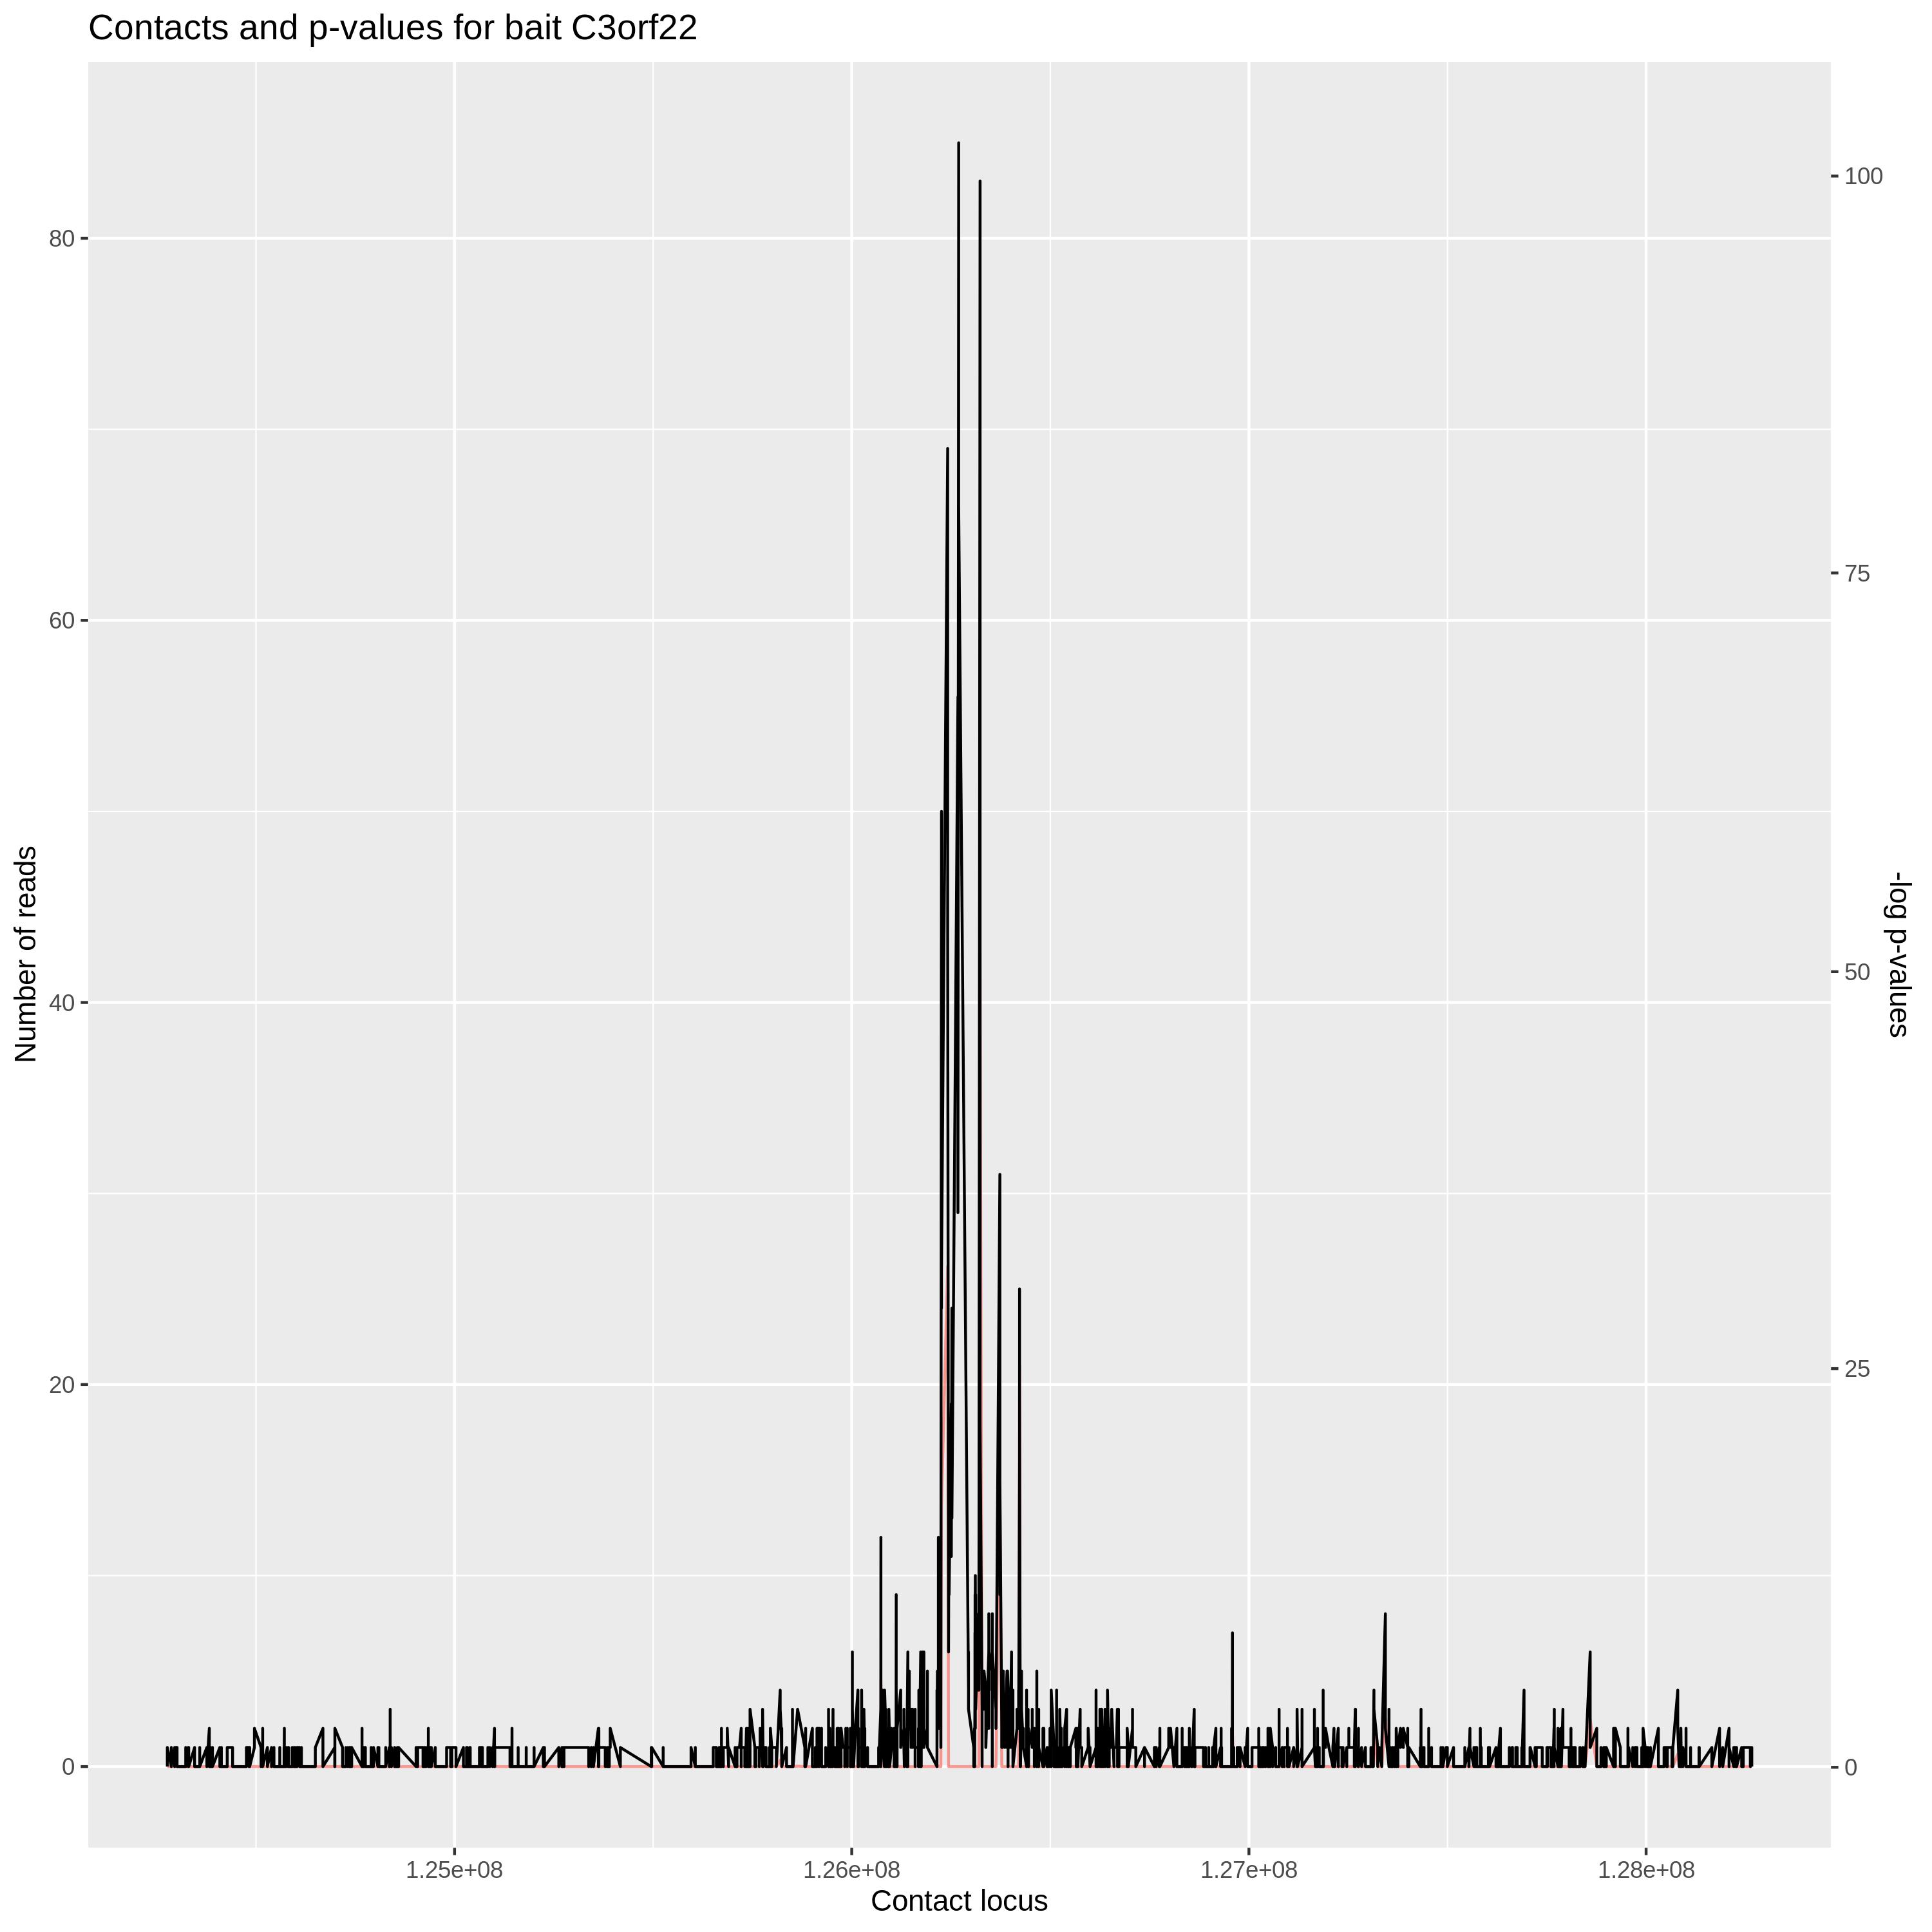 Contacts and p-values for bait C3orf22
80
60
40
20
0
Number of reads
100
75
50
25
0
-log p-values
1.25e+08 1.26e+08 1.27e+08 1.28e+08
Contact locus